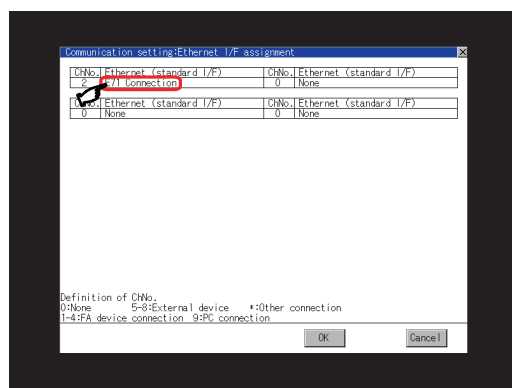 Communication setting:Ethernet I/F assignment
ChNo. Ethernet (standard I/F) ChNo. Ethernet (standard I/F)
2 E71 Connection 0 None
Ethernet (standard I/F) ChNo. Ethernet (standard I/F)
0 None 0 None
Definition of ChNo.
0:None 5-8:External device *:Other connection
1-4:FA device connection 9:PC connection
OK Cancel